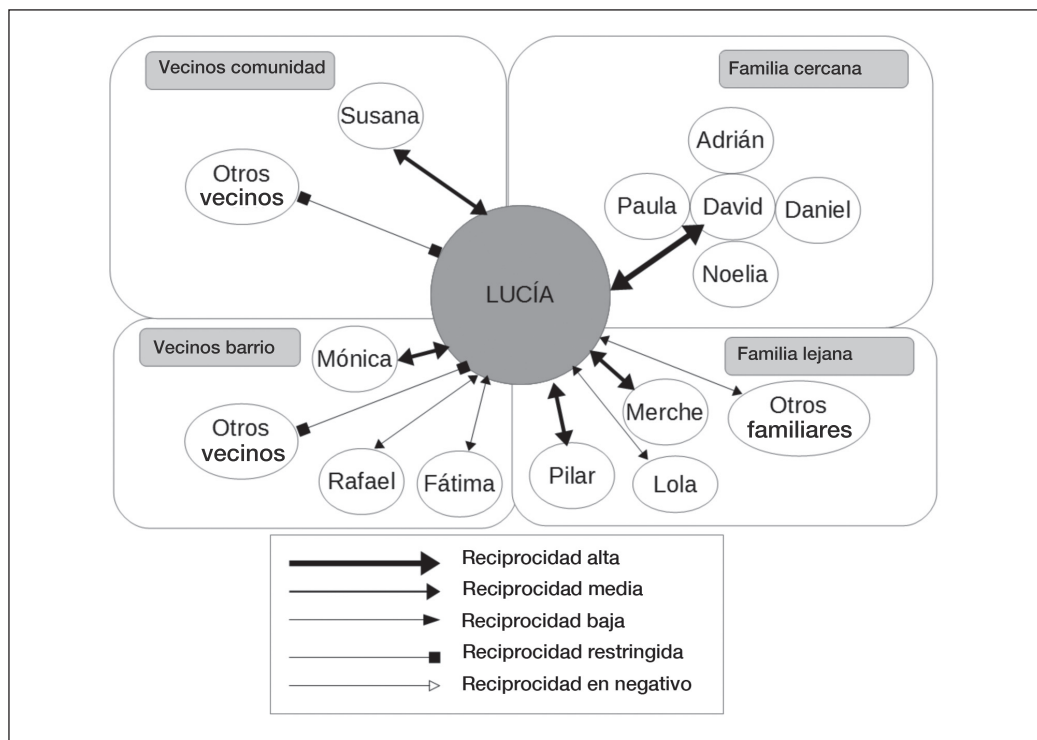 Vecinos comunidad
Susana
Otros
vecinos
Familia cercana
Adrián
Paula
David
Daniel
Noelia
LUCÍA
Vecinos barrio
Mónica
Otros
vecinos
Rafael
Fátima
Familia lejana
Merche
Otros
familiares
Pilar
Lola
Reciprocidad alta
Reciprocidad media
Reciprocidad baja
Reciprocidad restringida
Reciprocidad en negativo